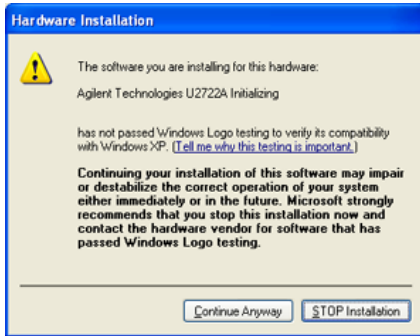 Hardware Installation
The software you are installing for this hardware:
Agilent Technologies U2722A Initializing
has not passed Windows Logo testing to verify its compatibility
with Windows XP. (Tell me why this testing is important.)
Continuing your installation of this software may impair
or destabilize the correct operation of your system
either immediately or in the future. Microsoft strongly
recommends that you stop this installation now and
contact the hardware vendor for software that has
passed Windows Logo testing.
Continue Anyway
STOP Installation